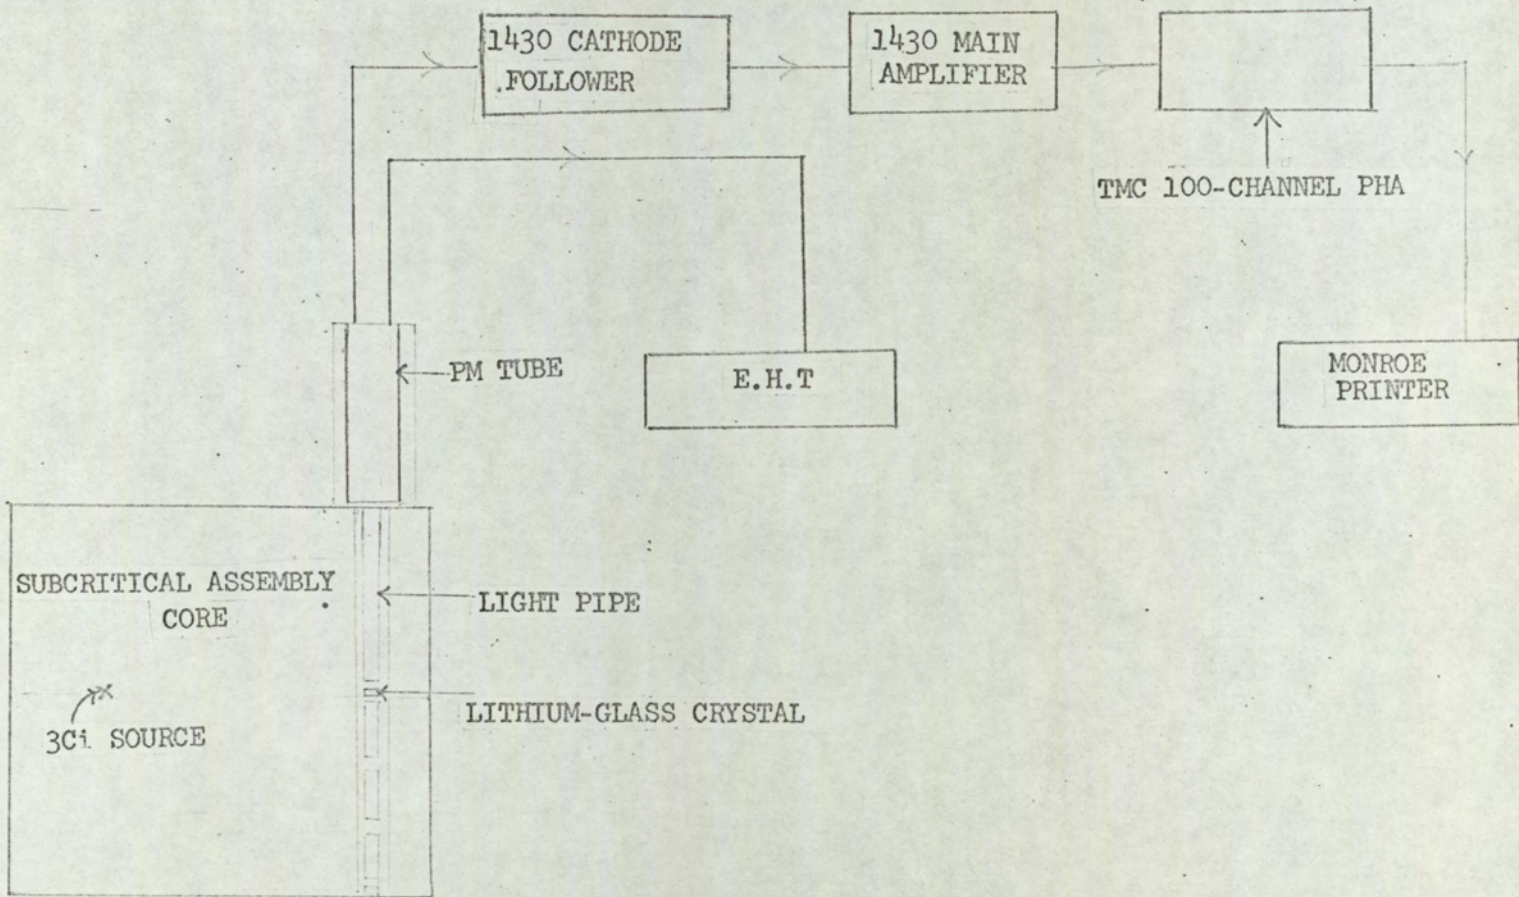 1430 CATHODE
.FOLLOWER
1430 MAIN
AMPLIFIER
TMC 100-CHANNEL PHA
PM TUBE
E.H.T
MONROE
PRINTER
SUBCRITICAL ASSEMBLY
CORE
LIGHT PIPE
LITHIUM-GLASS CRYSTAL
3Ci SOURCE